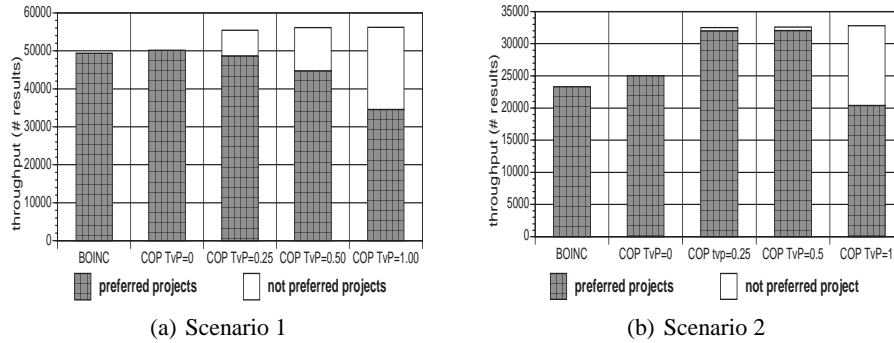 throughput (# results)
60000
50000
40000
30000
20000
10000
0
BOINC COP TvP=0 COP TvP=0.25 COP TvP=0.50 COP TvP=1.00
preferred projects not preferred projects
(a) Scenario 1
throughput (# results)
35000
30000
25000
20000
15000
10000
5000
0
BOINC COP TvP=0 COP tvp=0.25 COP TvP=0.5 COP TvP=1
preferred projects not preferred project
(b) Scenario 2